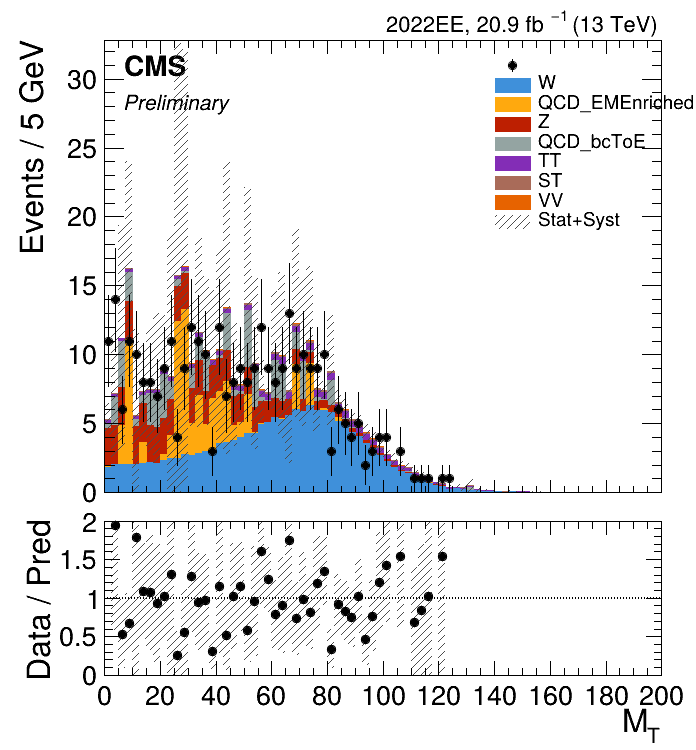 2022EE, 20.9 fb ⁻¹ (13 TeV)
Events / 5 GeV
CMS
Preliminary
W
QCD_EMEnriched
Z
QCD_bcToE
TT
ST
VV
Stat+Syst
30
25
20
15
10
5
0
Data / Pred
2
1.5
1
0.5
0
0 20 40 60 80 100 120 140 160 180 200
M_T